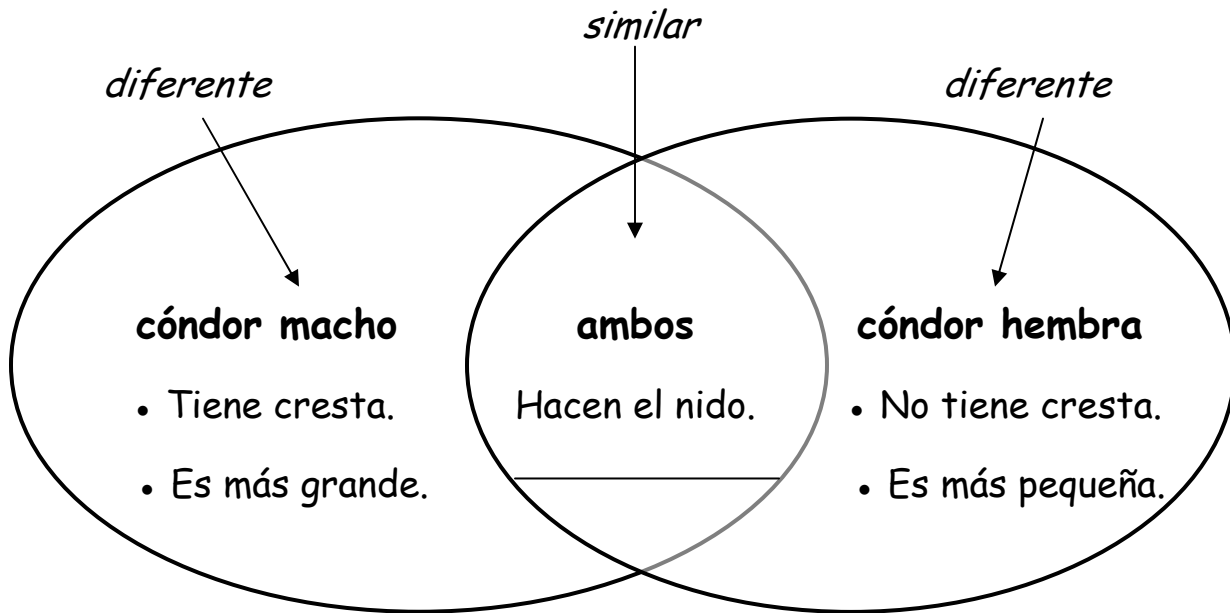 similar
diferente
diferente
cóndor macho
• Tiene cresta.
• Es más grande.
ambos
Hacen el nido.
cóndor hembra
• No tiene cresta.
• Es más pequeña.